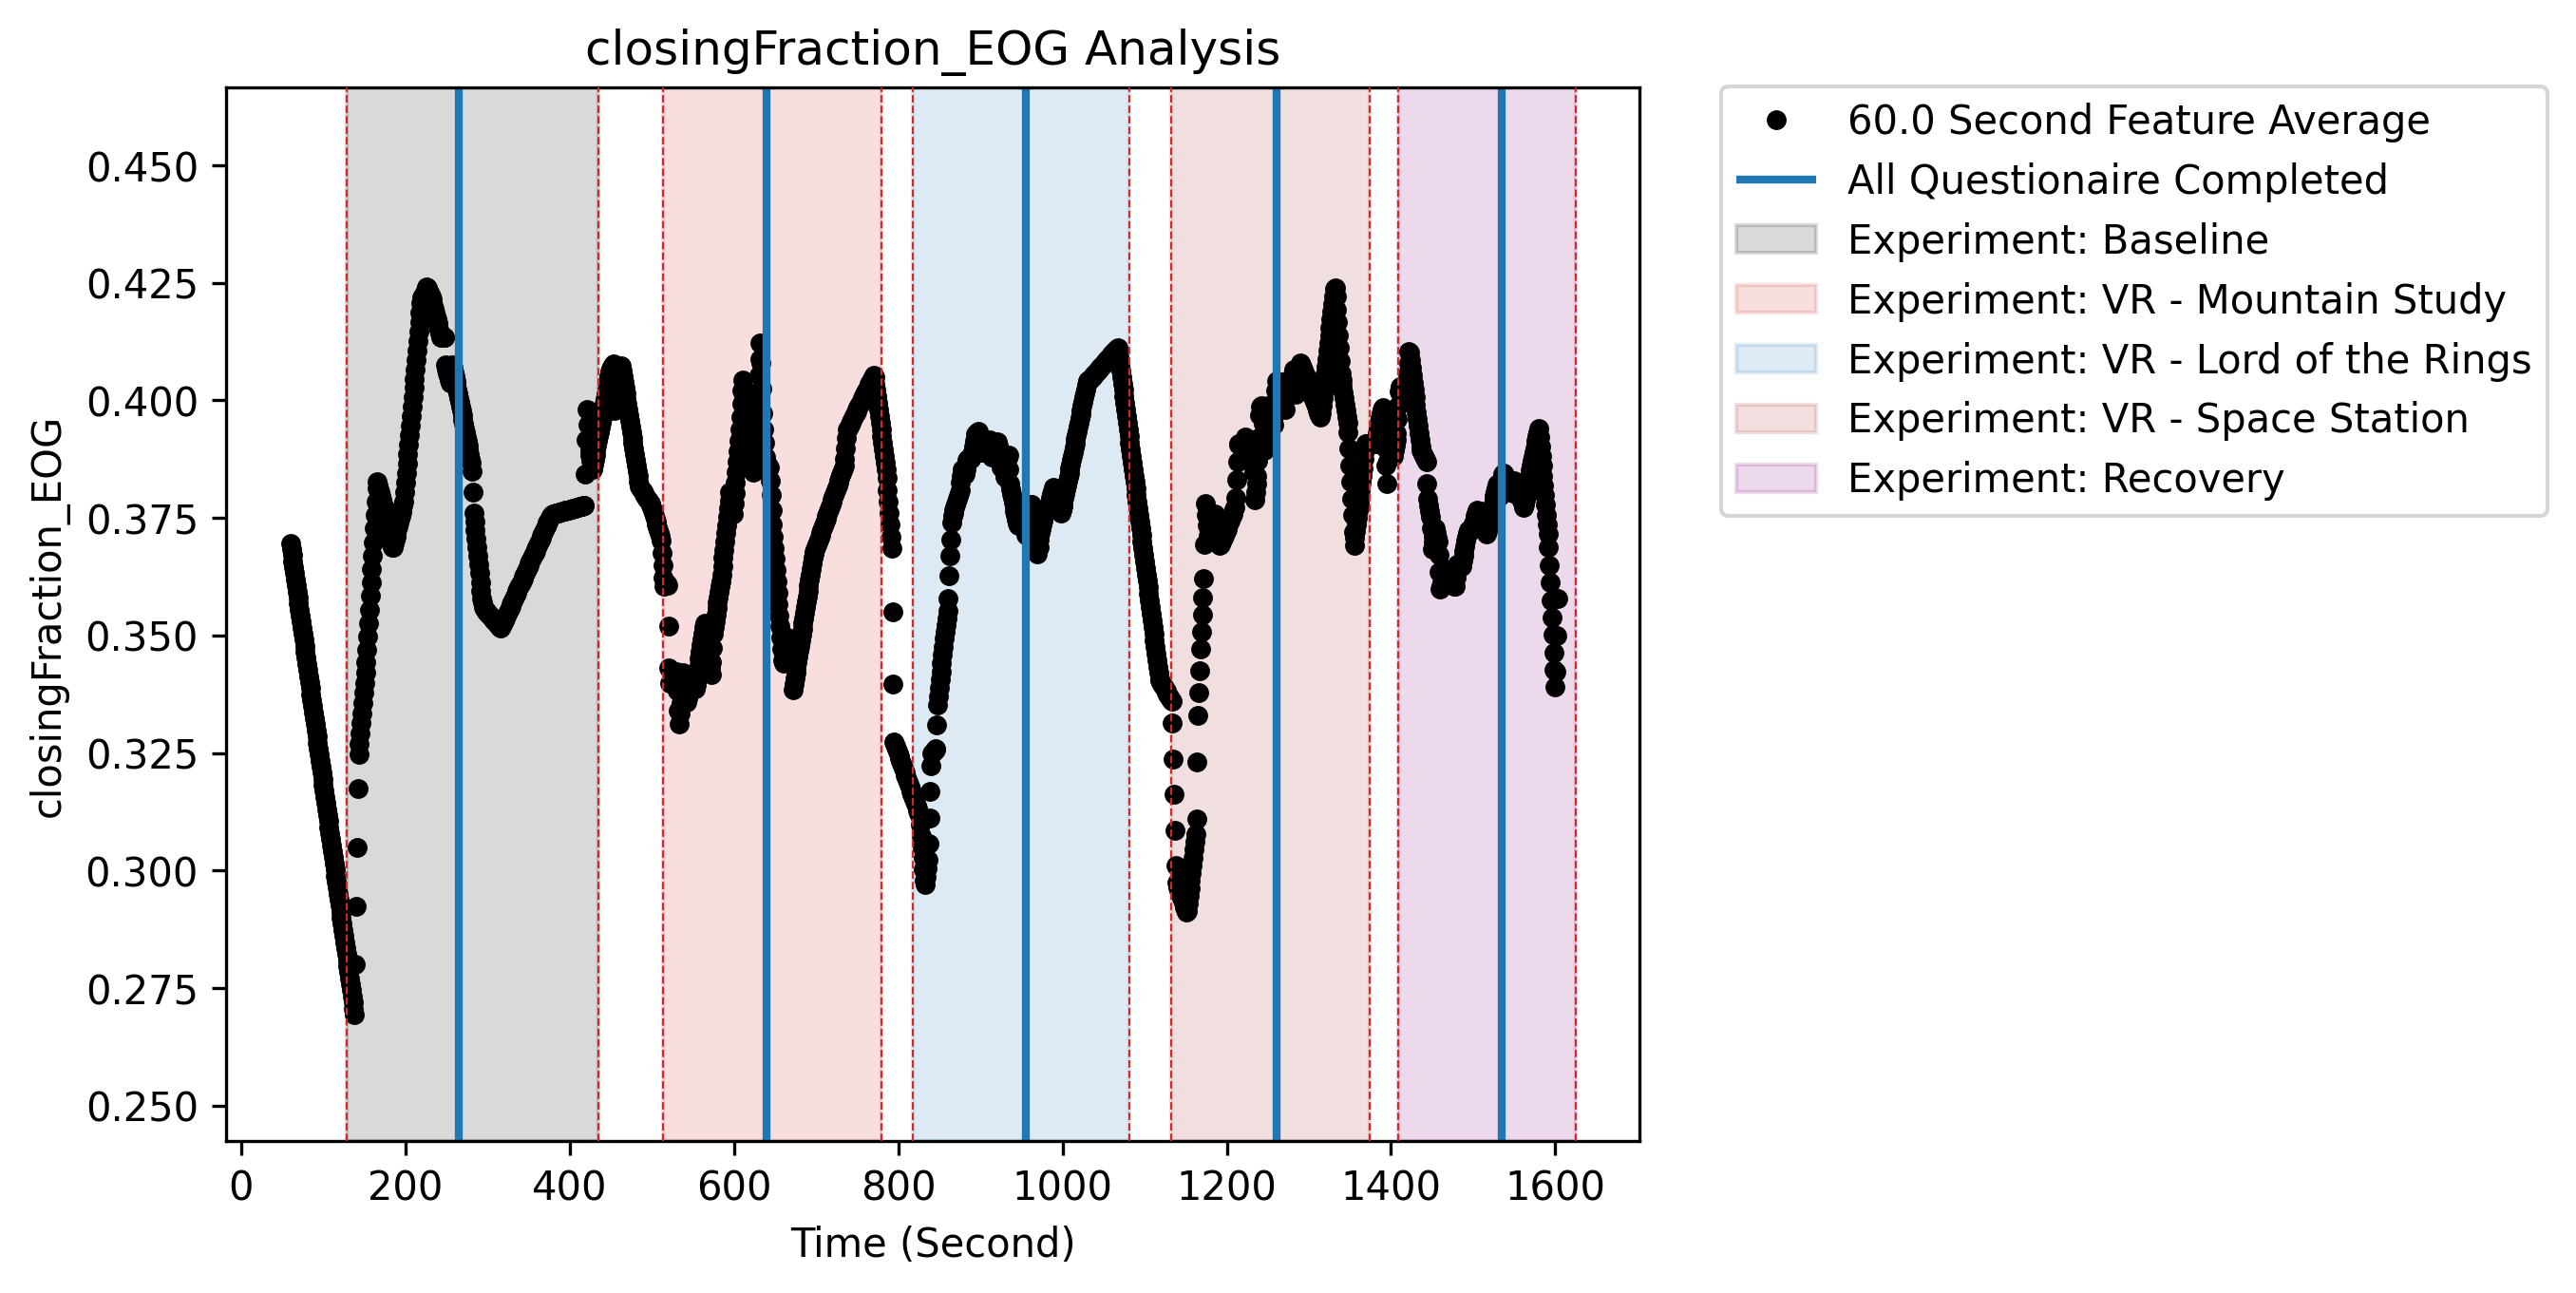 closingFraction_EOG Analysis
closingFraction_EOG
0.450
0.425
0.400
0.375
0.350
0.325
0.300
0.275
0.250
0 200 400 600 800 1000 1200 1400 1600
Time (Second)
60.0 Second Feature Average
All Questionaire Completed
Experiment: Baseline
Experiment: VR - Mountain Study
Experiment: VR - Lord of the Rings
Experiment: VR - Space Station
Experiment: Recovery